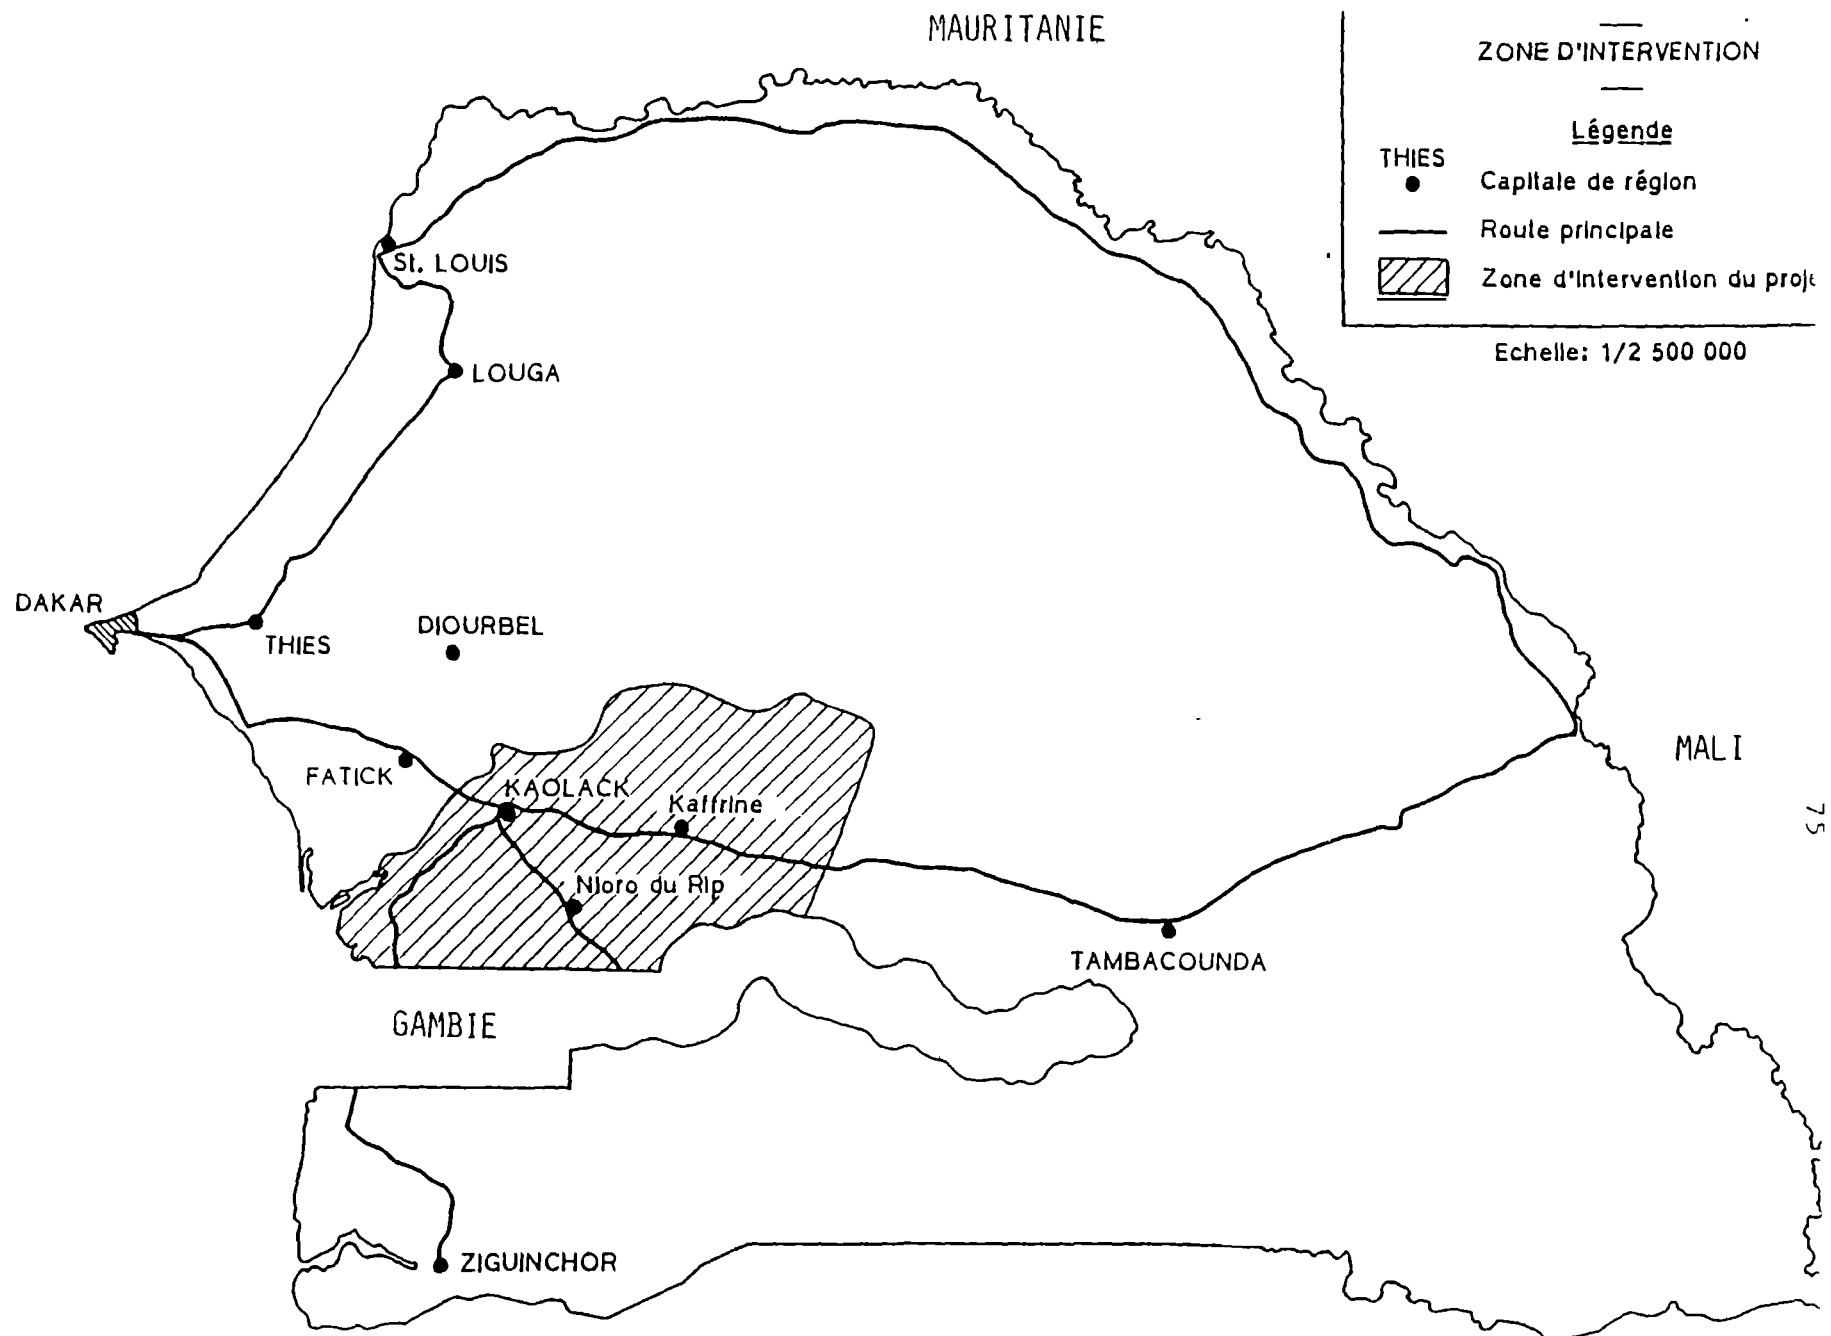 MAURITANIE
ZONE D'INTERVENTION
Légende
THIES
Capitale de région
Route principale
Zone d'Intervention du proje
Echelle: 1/2 500 000
St. LOUIS
LOUGA
DAKAR
THIES
DIOURBEL
MALI
FATICK
KAOLACK
Kaffrine
75
Nioro du Rip
TAMBACOUNDA
GAMBIE
ZIGUINCHOR